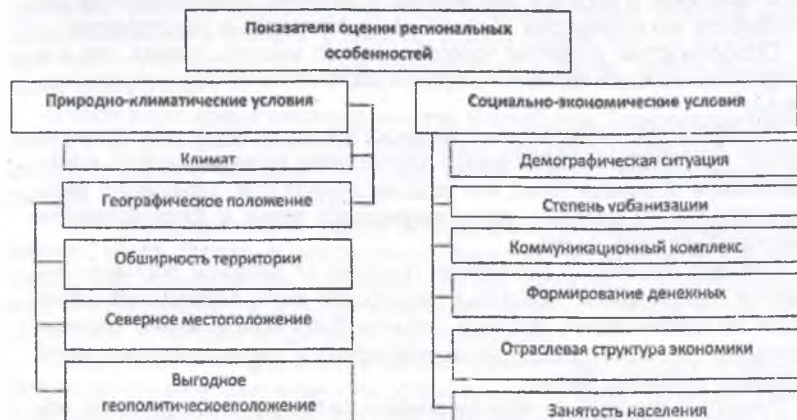 Показатели оценки региональных
особенностей
Природно-климатические условия
Климат
Географическое положение
Обширность территории
Северное местоположение
Выгодное
геополитическоеположение
Социально-экономические условия
Демографическая ситуация
Степень урбанизации
Коммуникационный комплекс
Формирование денежных
Отраслевая структура экономики
Занятость населения